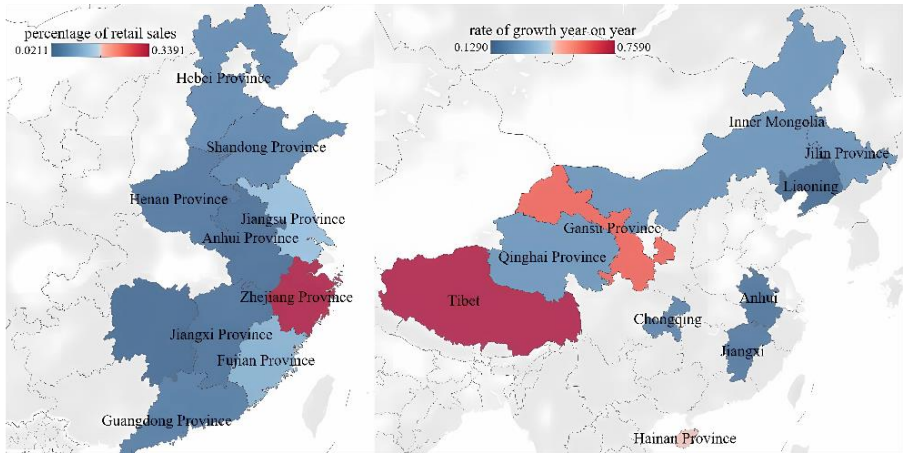 percentage of retail sales
0.0211 0.3391
Hebei Province
Shandong Province
Henan Province
Jiangsu Province
Anhui Province
Zhejiang Province
Jiangxi Province
Fujian Province
Guangdong Province
rate of growth year on year
0.1290 0.7590
Inner Mongolia
Jilin Province
Liaoning
Gansu Province
Qinghai Province
Tibet
Anhui
Chongqing
Jiangxi
Hainan Province